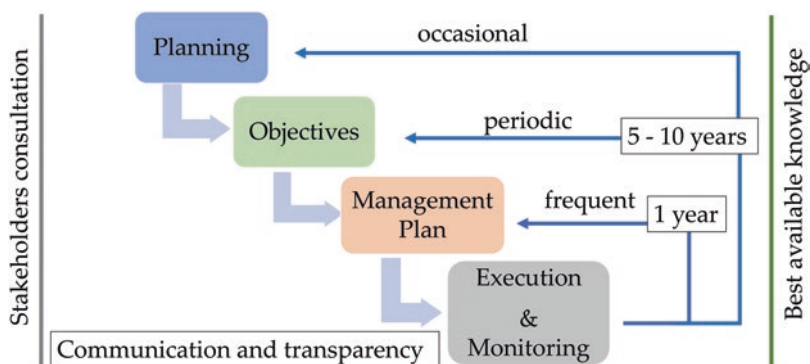 Stakeholders consultation
Planning
occasional
Objectives
periodic
5 - 10 years
Management
Plan
frequent
1 year
Execution
&
Monitoring
Communication and transparency
Best available knowledge